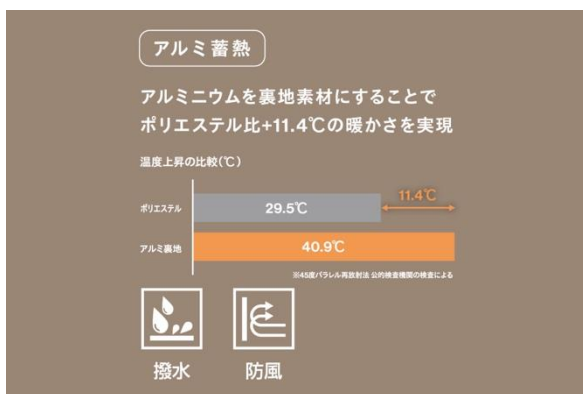 アルミ蓄熱
アルミニウムを裏地素材にすることで
ポリエステル比+11.4℃の暖かさを実現
温度上昇の比較(℃)
11.4℃
ポリエステル 29.5℃
アルミ裏地 40.9℃
※45度パラレル再放射法 公的検査機関の検査による
撥水 防風